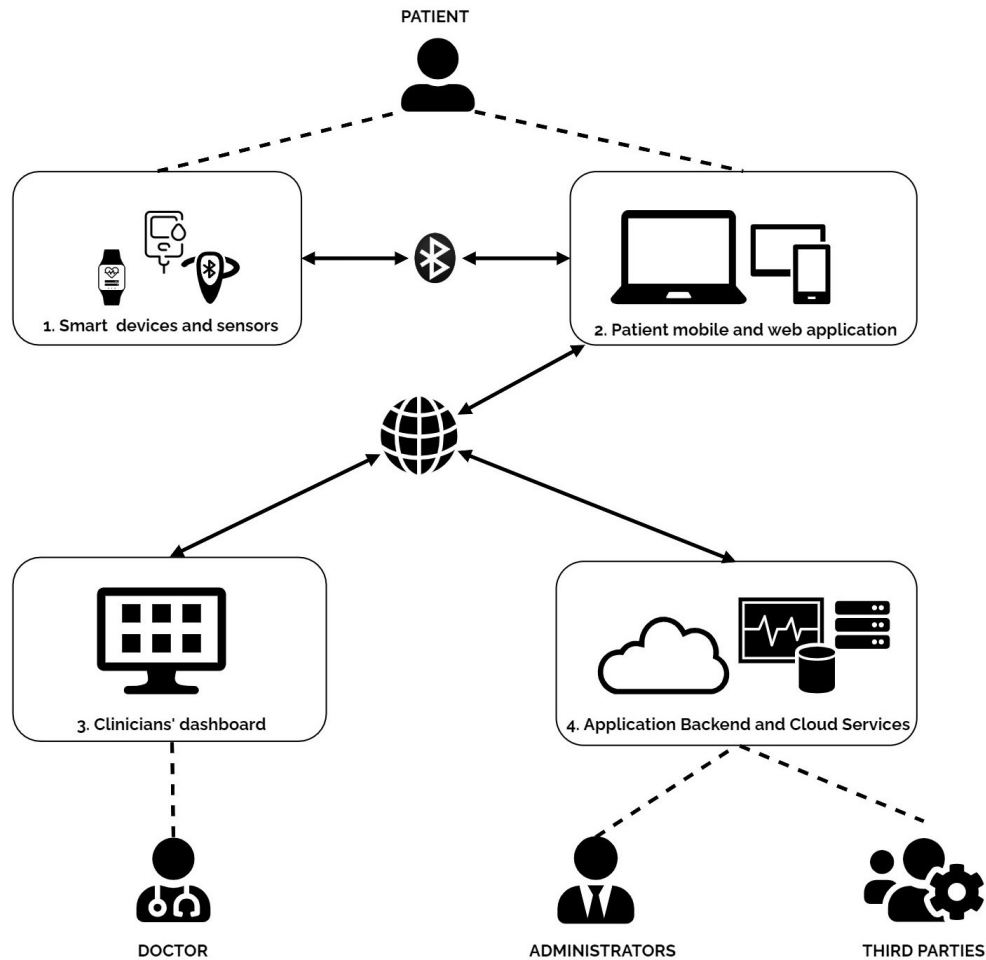 PATIENT
1. Smart devices and sensors
2. Patient mobile and web application
3. Clinicians' dashboard
4. Application Backend and Cloud Services
DOCTOR
ADMINISTRATORS
THIRD PARTIES